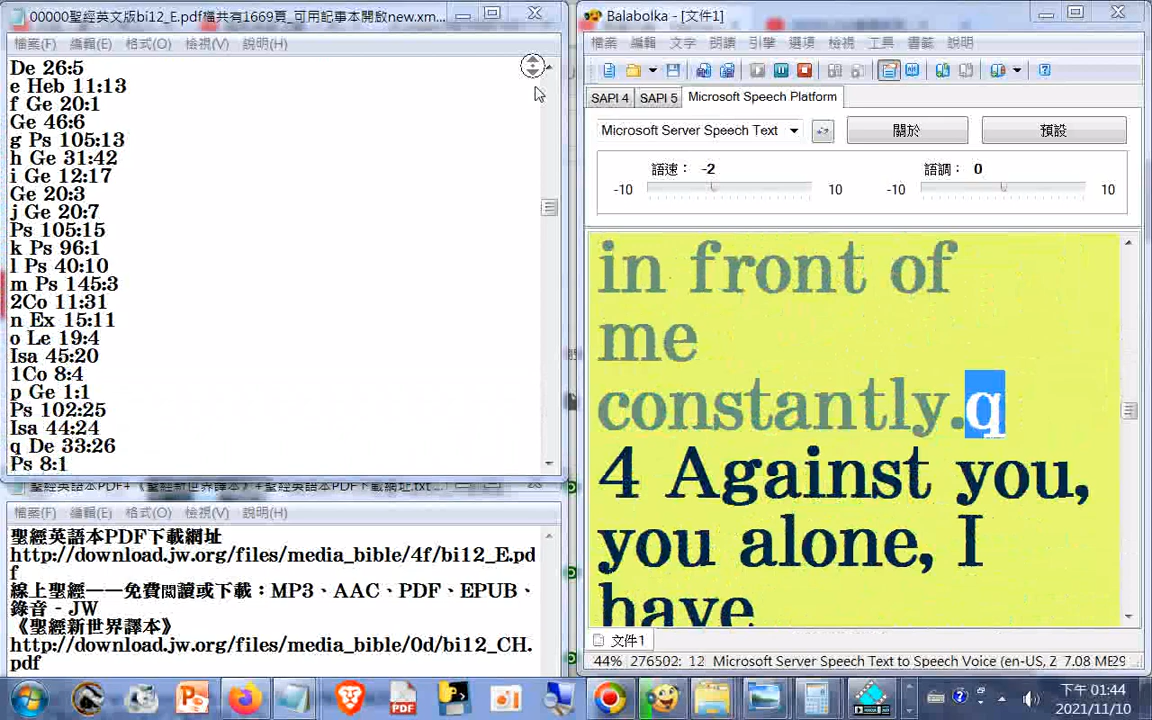 00000聖經英文版bi12_E.pdf檔共有1669頁_可用記事本開啟new.xm...
檔案(F) 編輯(E) 格式(O) 檢視(V) 說明(H)
De 26:5
e Heb 11:13
f Ge 20:1
Ge 46:6
g Ps 105:13
h Ge 31:42
i Ge 12:17
Ge 20:3
j Ge 20:7
Ps 105:15
k Ps 96:1
l Ps 40:10
m Ps 145:3
2Co 11:31
n Ex 15:11
o Le 19:4
Isa 45:20
1Co 8:4
p Ge 1:1
Ps 102:25
Isa 44:24
q De 33:26
Ps 8:1
聖經英語本PDF4《聖經新世界譯本》4聖經英語本PDF下載網址.txt ...
檔案(F) 編輯(E) 格式(O) 檢視(V) 說明(H)
聖經英語本PDF下載網址
http://download.jw.org/files/media_bible/4f/bi12_E.pd
f
線上聖經——免費閱讀或下載：MP3、AAC、PDF、EPUB、
錄音 - JW
《聖經新世界譯本》
http://download.jw.org/files/media_bible/0d/bi12_CH.
pdf
Balabolka - [文件1]
檔案 編輯 文字 朗讀 引擎 選項 檢視 工具 書籤 說明
SAPI 4 SAPI 5 Microsoft Speech Platform
Microsoft Server Speech Text 關於 預設
語速： -2 語調： 0
-10 10 -10 10
in front of
me
constantly.q
4 Against you,
you alone, I
have
文件1
44% 276502: 12 Microsoft Server Speech Text to Speech Voice (en-US, Z 7.08 ME29
PDF
下午 01:44
2021/11/10